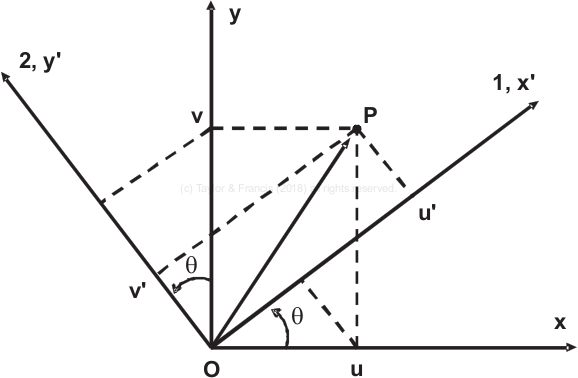 y
2, y'
1, x'
v
P
(c) Taylor & Francis (2018) all rights reserved.
u'
θ
v'
θ
x
O
u